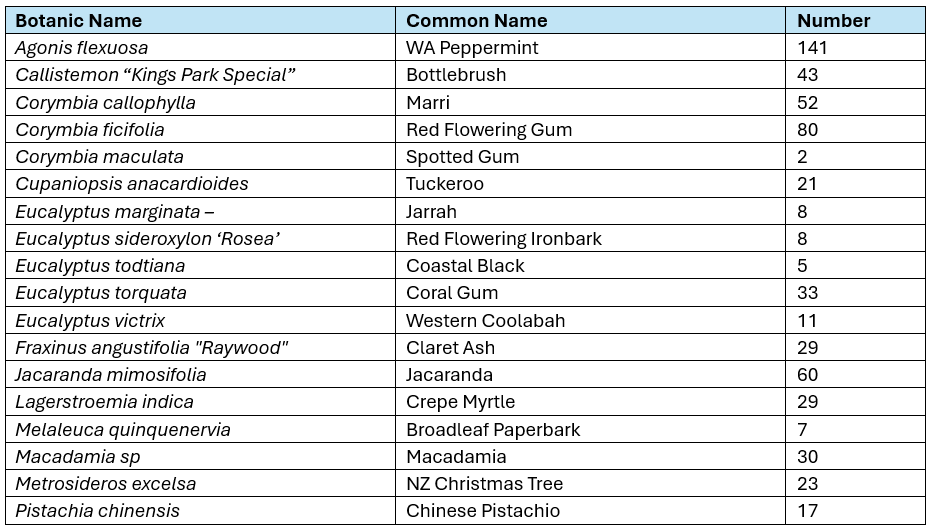 Botanic Name Common Name Number
Agonis flexuosa WA Peppermint 141
Callistemon “Kings Park Special” Bottlebrush 43
Corymbia callophylla Marri 52
Corymbia ficifolia Red Flowering Gum 80
Corymbia maculata Spotted Gum 2
Cupaniopsis anacardioides Tuckeroo 21
Eucalyptus marginata – Jarrah 8
Eucalyptus sideroxylon ‘Rosea’ Red Flowering Ironbark 8
Eucalyptus todtiana Coastal Black 5
Eucalyptus torquata Coral Gum 33
Eucalyptus victrix Western Coolabah 11
Fraxinus angustifolia "Raywood" Claret Ash 29
Jacaranda mimosifolia Jacaranda 60
Lagerstroemia indica Crepe Myrtle 29
Melaleuca quinquenervia Broadleaf Paperbark 7
Macadamia sp Macadamia 30
Metrosideros excelsa NZ Christmas Tree 23
Pistachia chinensis Chinese Pistachio 17